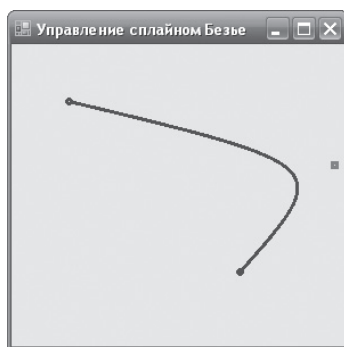 Управление сплайном Безье